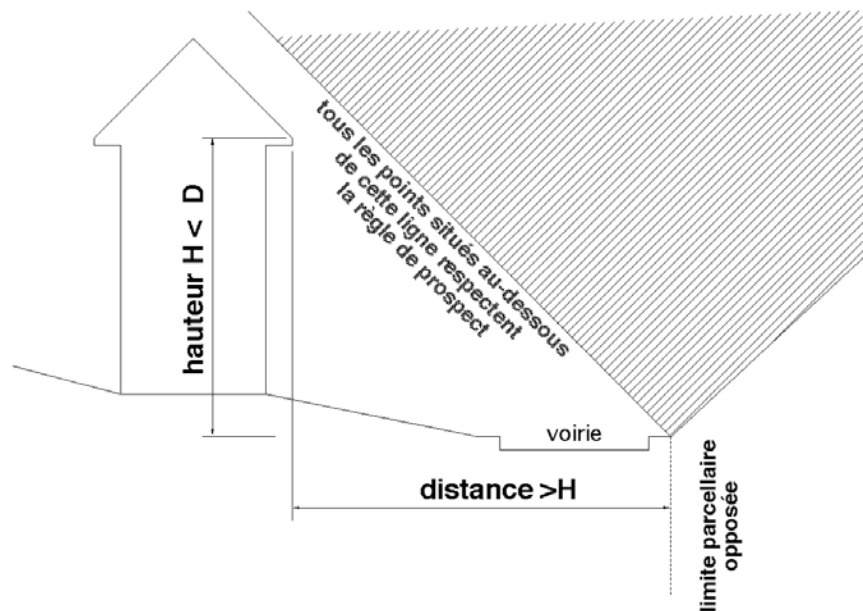 tous les points situés au-dessous
de cette ligne respectent
la règle de prospect
hauteur H < D
voirie
distance >H
limite parcellaire
opposée